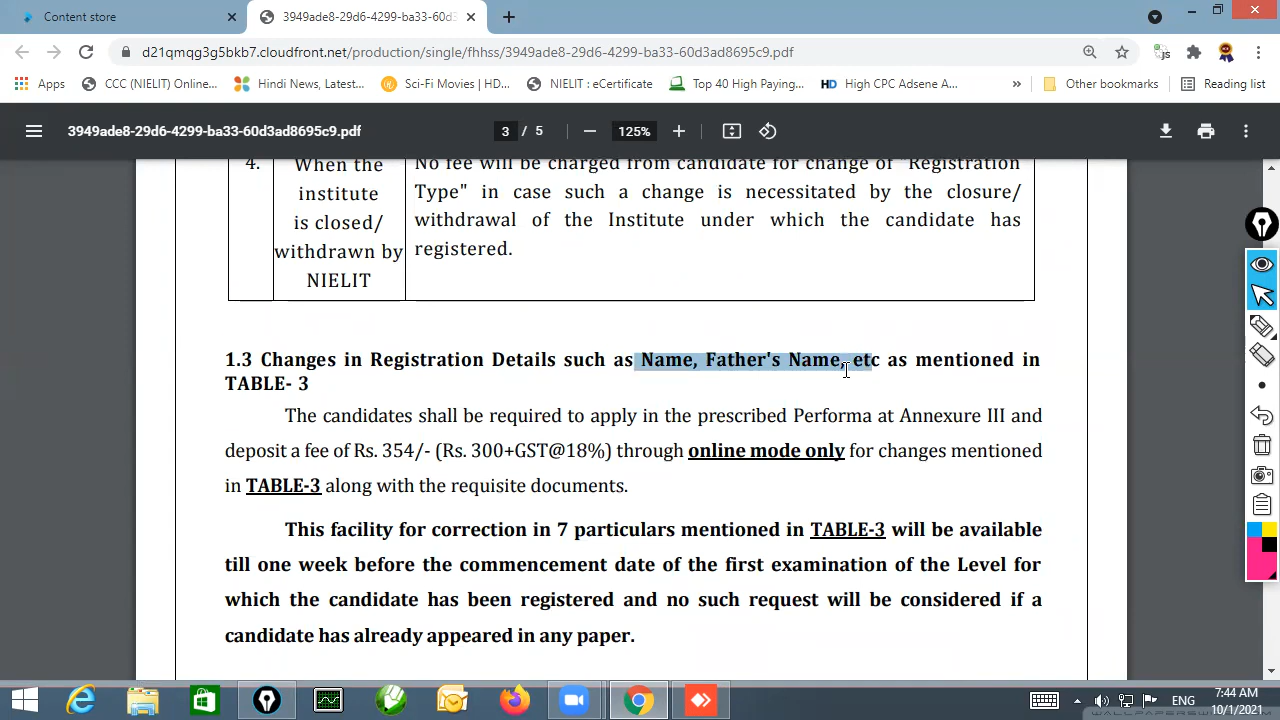 Content store
3949ade8-29d6-4299-ba33-60d3
d21qmqg3g5bkb7.cloudfront.net/production/single/fhhss/3949ade8-29d6-4299-ba33-60d3ad8695c9.pdf
Apps CCC (NIELIT) Online... Hindi News, Latest... Sci-Fi Movies | HD... NIELIT : eCertificate Top 40 High Paying,... HD High CPC Adsene A... » Other bookmarks Reading list
3949ade8-29d6-4299-ba33-60d3ad8695c9.pdf 3 / 5 125%
4. When the institute is closed/ withdrawn by NIELIT
No fee will be charged from candidate for change of "Registration
Type" in case such a change is necessitated by the closure/
withdrawal of the Institute under which the candidate has
registered.
1.3 Changes in Registration Details such as Name, Father's Name, etc as mentioned in
TABLE- 3
The candidates shall be required to apply in the prescribed Performa at Annexure III and
deposit a fee of Rs. 354/- (Rs. 300+GST@18%) through online mode only for changes mentioned
in TABLE-3 along with the requisite documents.
This facility for correction in 7 particulars mentioned in TABLE-3 will be available
till one week before the commencement date of the first examination of the Level for
which the candidate has been registered and no such request will be considered if a
candidate has already appeared in any paper.
ENG 7:44 AM
10/1/2021